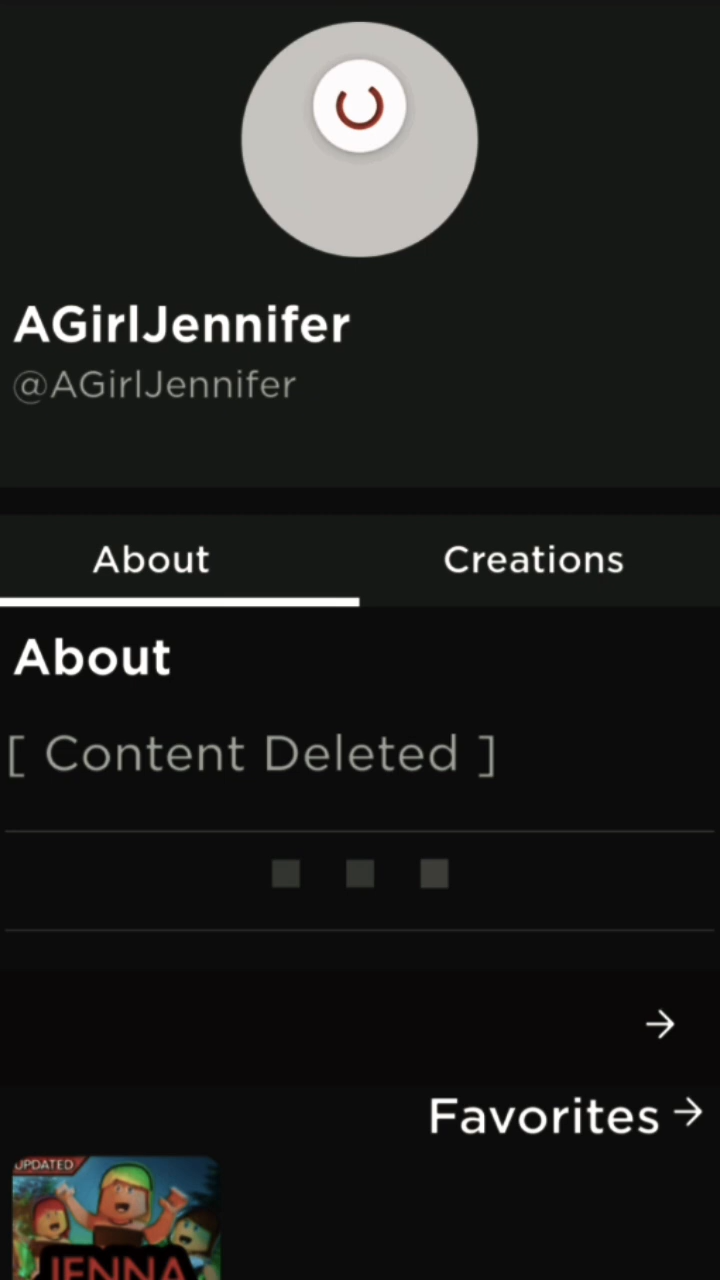 AGirlJennifer
@AGirlJennifer
About
Creations
About
[ Content Deleted ]
Favorites
UPDATED
JENNA